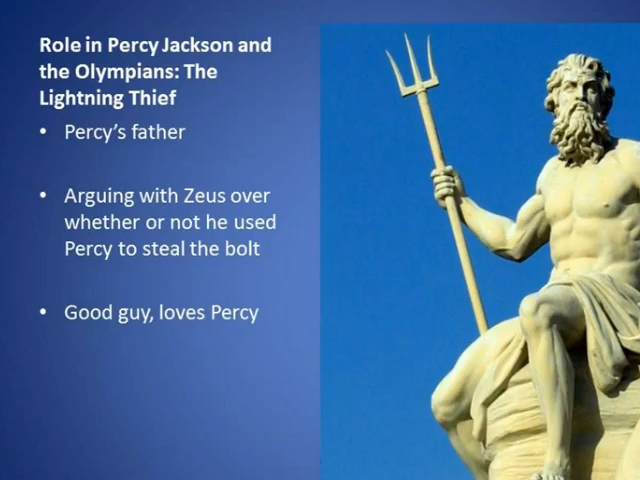 Role in Percy Jackson and
the Olympians: The
Lightning Thief
• Percy’s father
• Arguing with Zeus over
whether or not he used
Percy to steal the bolt
• Good guy, loves Percy